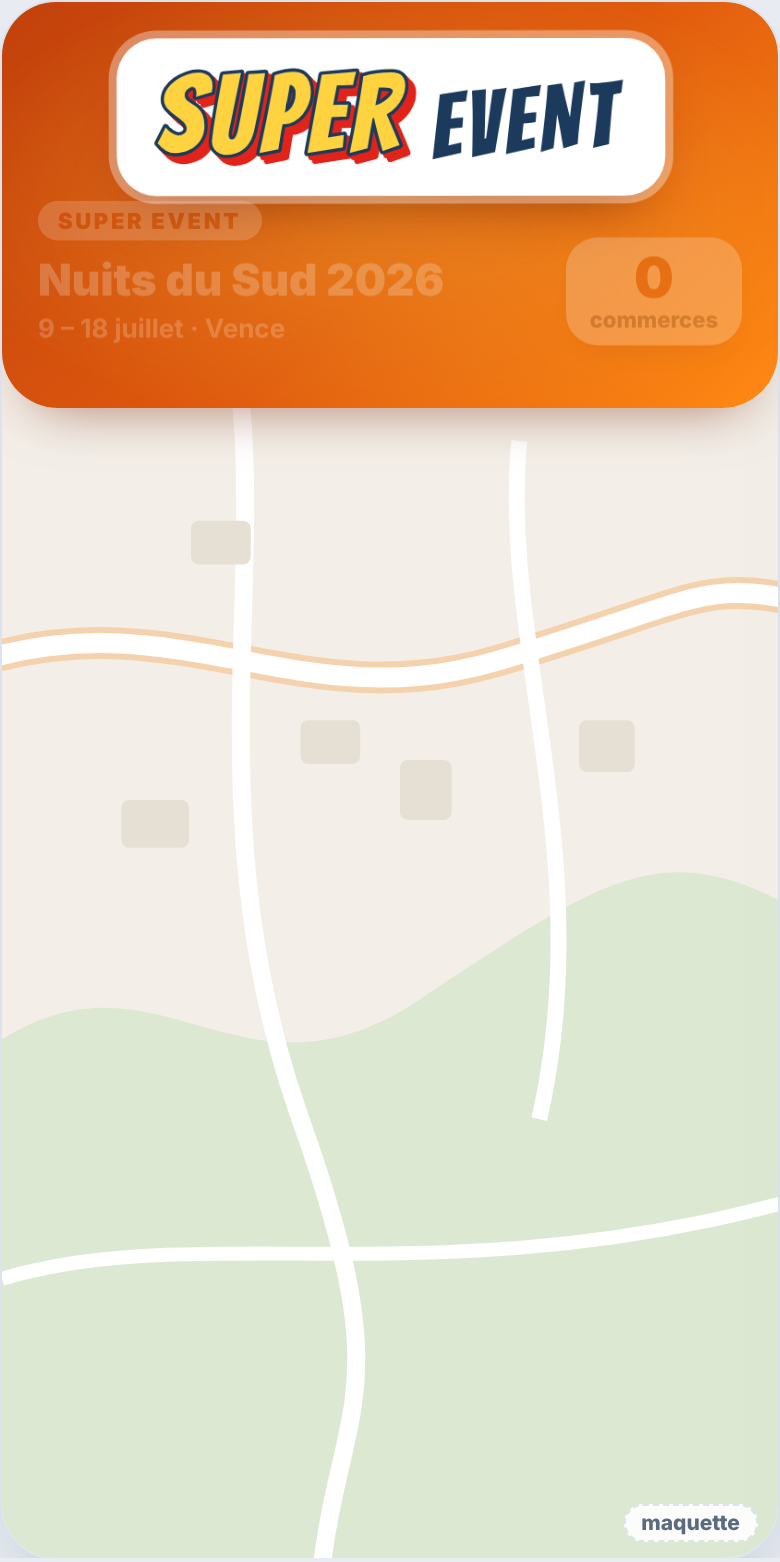 SUPER EVENT
SUPER EVENT
Nuits du Sud 2026
9 – 18 juillet · Vence
0
commerces
maquette